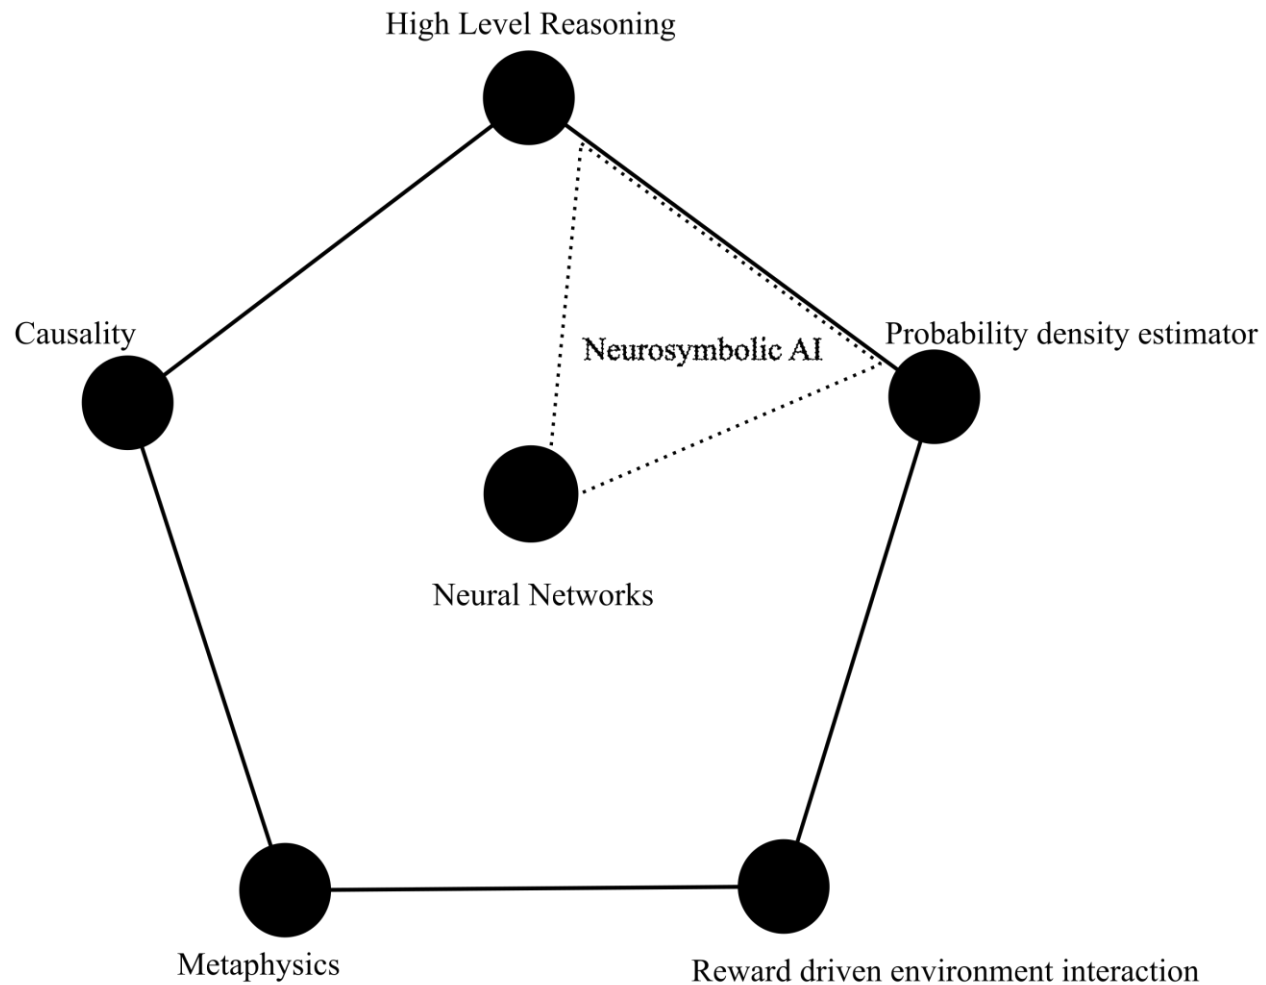 High Level Reasoning
Causality
Probability density estimator
Neurosymbolic AI
Neural Networks
Metaphysics
Reward driven environment interaction